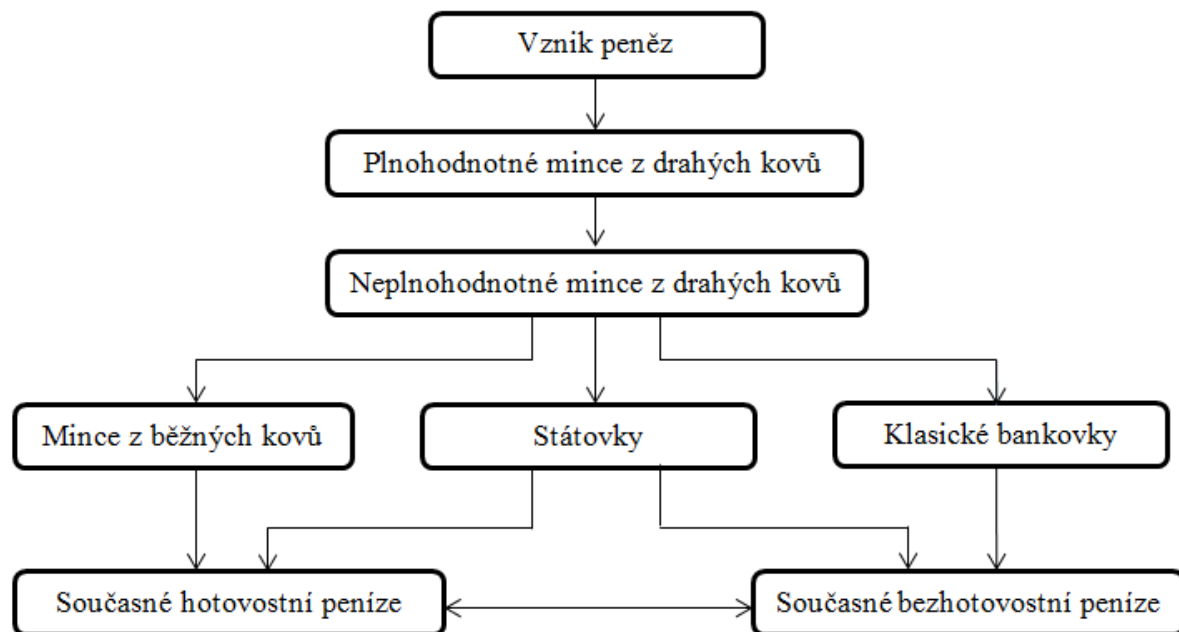 Vznik peněz
Plnohodnotné mince z drahých kovů
Neplnohodnotné mince z drahých kovů
Mince z běžných kovů
Státovky
Klasické bankovky
Současné hotovostní peníze
Současné bezhotovostní peníze